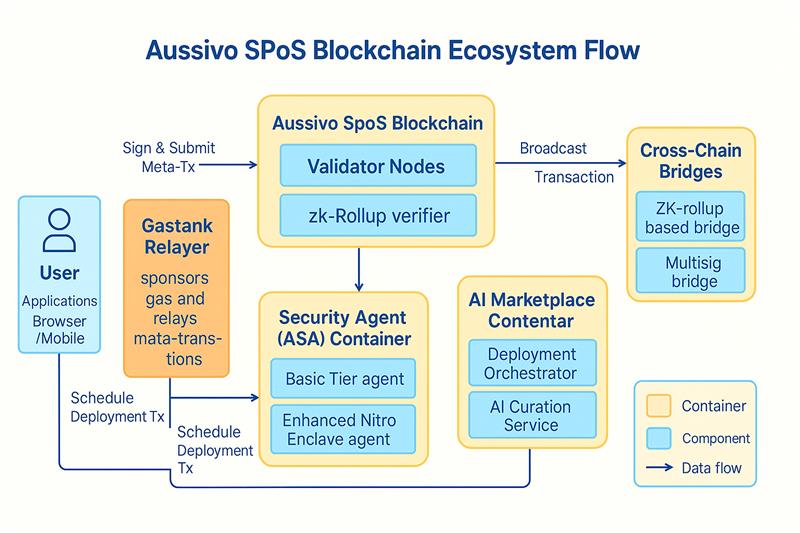 Aussivo SPoS Blockchain Ecosystem Flow
Sign & Submit
Meta-Tx
Aussivo SpoS Blockchain
Validator Nodes
zk-Rollup verifier
Broadcast
Transaction
Cross-Chain
Bridges
ZK-rollup
based bridge
Multisig
bridge
User
Applications
Browser
/Mobile
Gastank
Relayer
sponsors
gas and
relays
mata-trans-
tions
Security Agent
(ASA) Container
Basic Tier agent
Enhanced Nitro
Enclave agent
AI Marketplace
Contentar
Deployment
Orchestrator
AI Curation
Service
Schedule
Deployment Tx
Schedule
Deployment
Tx
Container
Component
Data flow